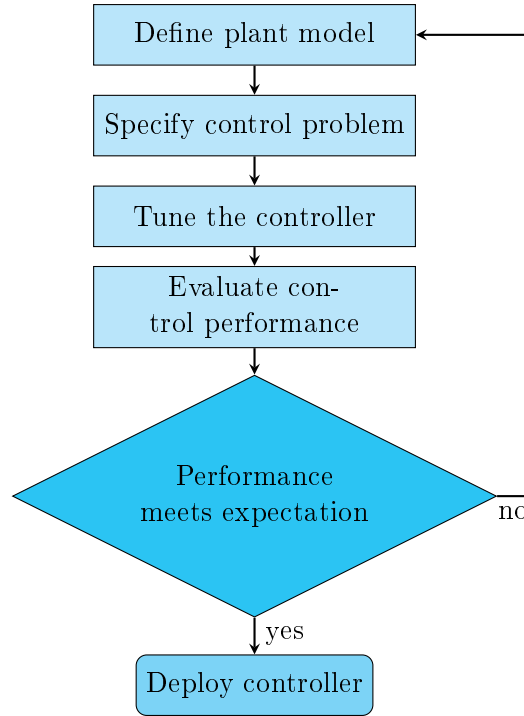 Define plant model
Specify control problem
Tune the controller
Evaluate con-
trol performance
Performance
meets expectation
no
yes
Deploy controller